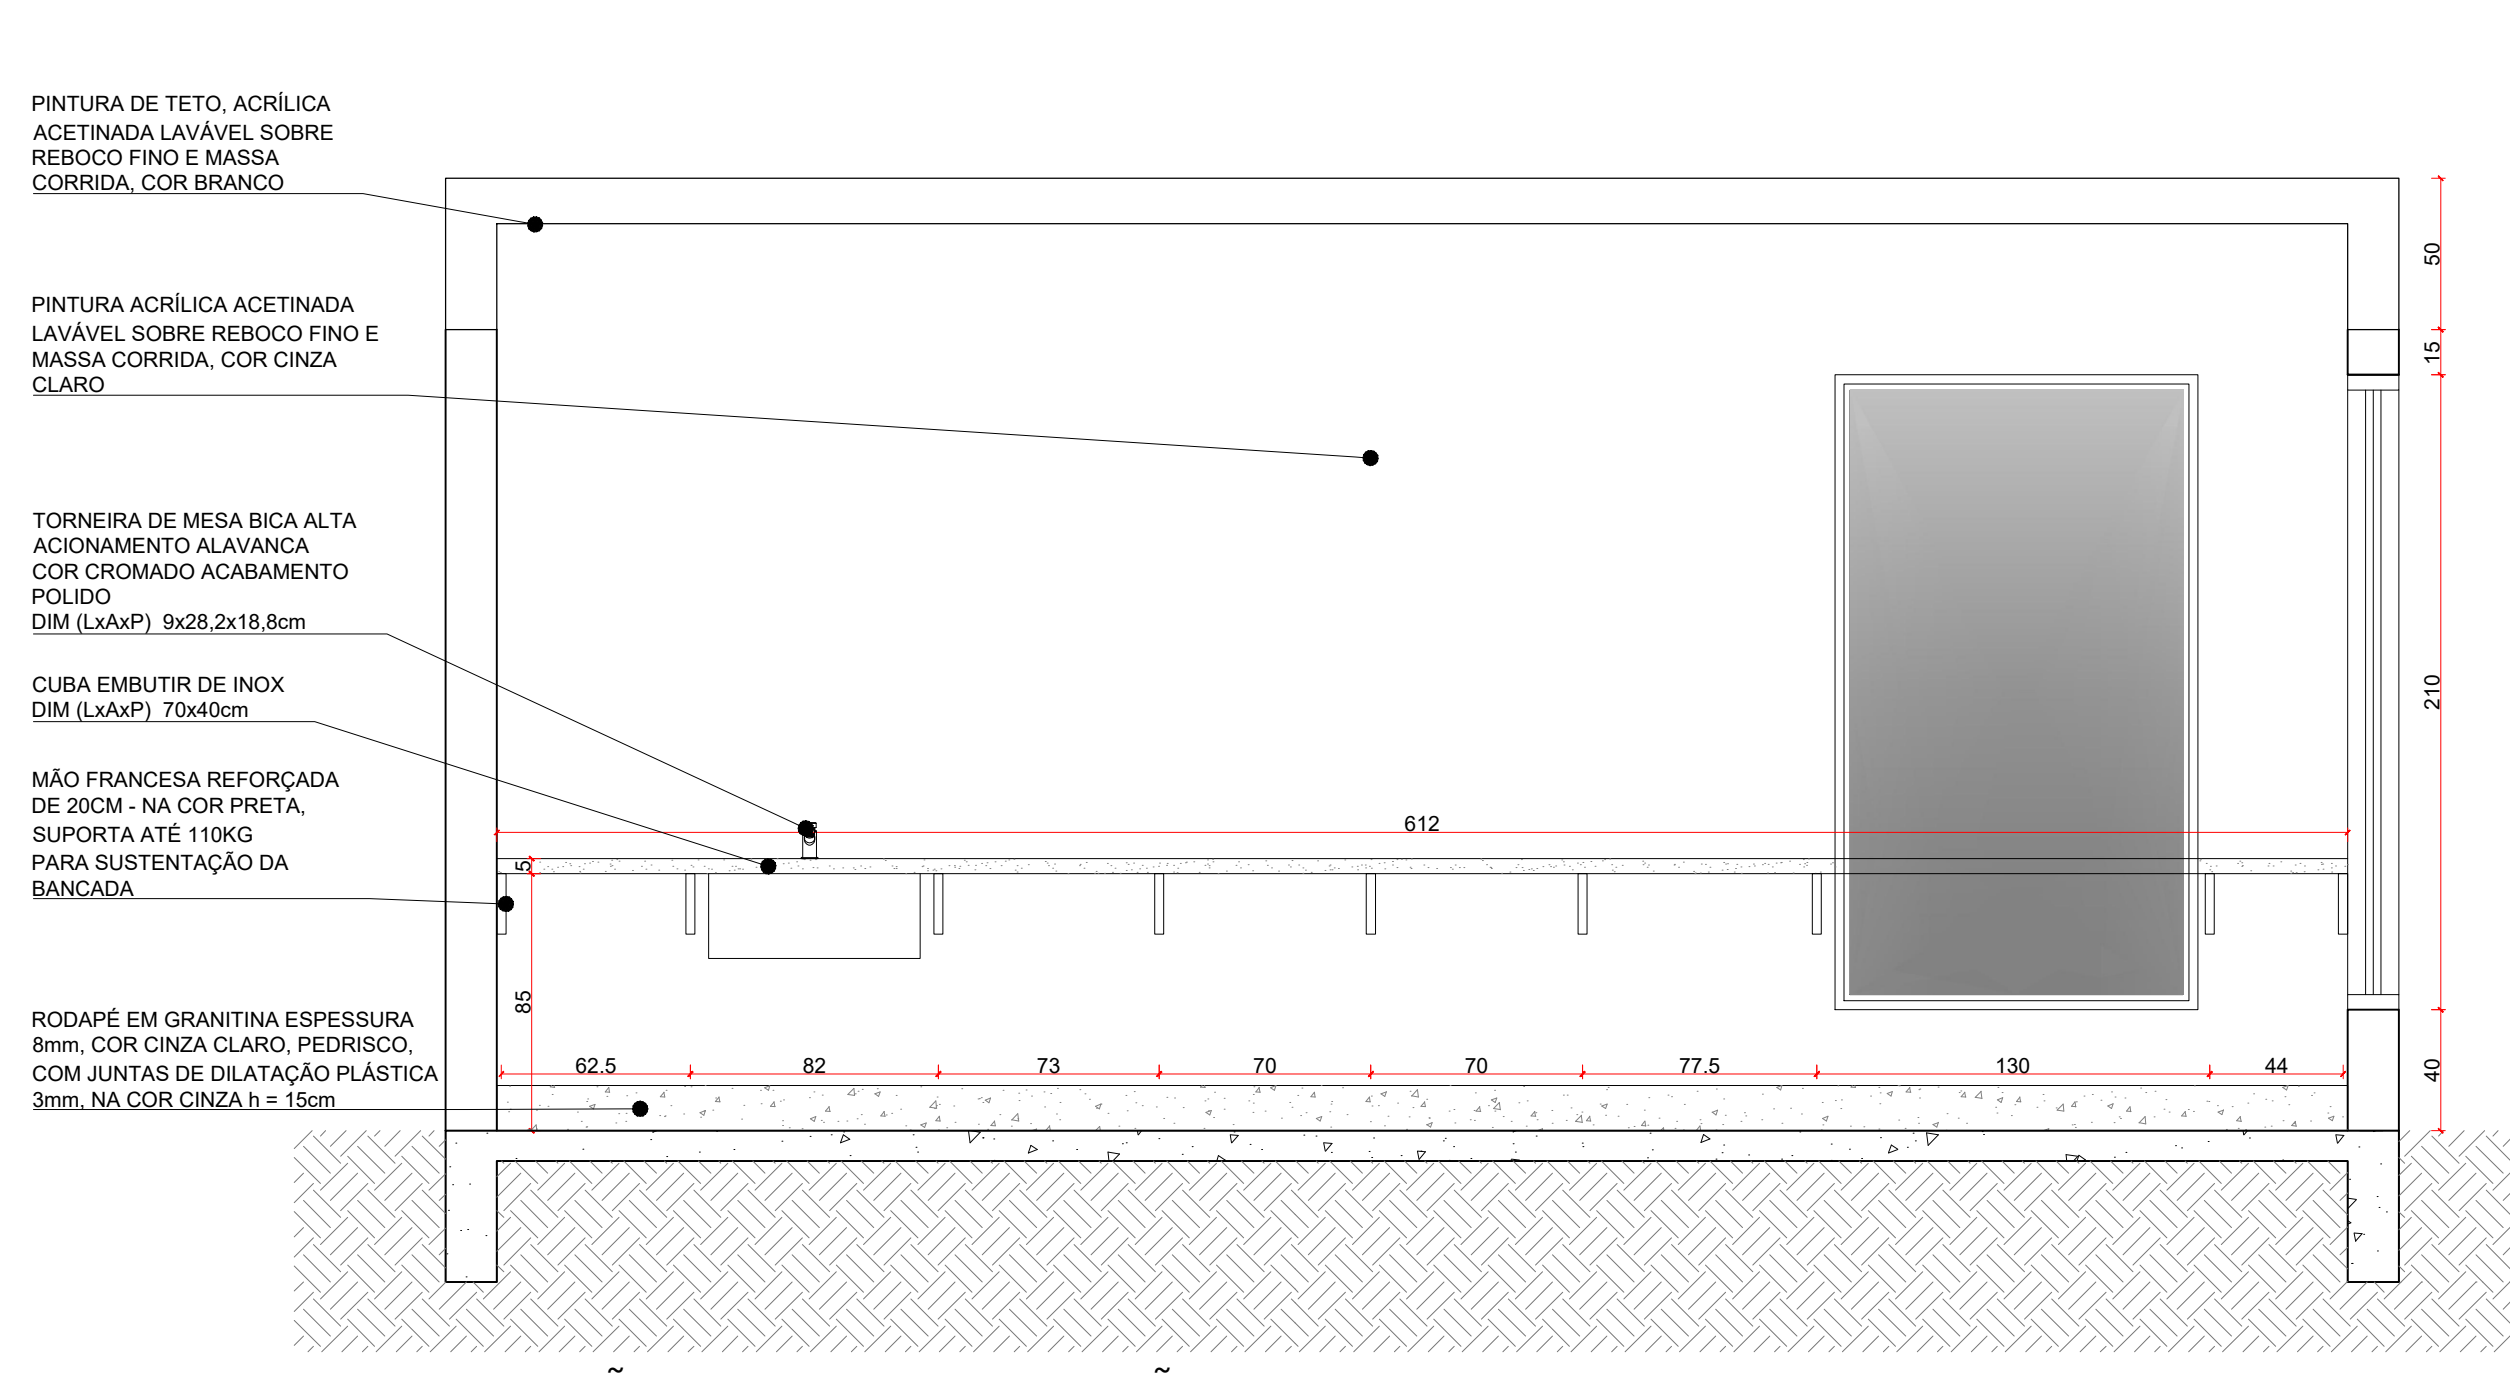 PINTURA DE TETO, ACRÍLICA
ACETINADA LAVÁVEL SOBRE
REBOCO FINO E MASSA
CORRIDA, COR BRANCO
PINTURA ACRÍLICA ACETINADA
LAVÁVEL SOBRE REBOCO FINO E
MASSA CORRIDA, COR CINZA
CLARO
TORNEIRA DE MESA BICA ALTA
ACIONAMENTO ALAVANCA
COR CROMADO ACABAMENTO
POLIDO
DIM (LxAxP) 9x28,2x18,8cm
CUBA EMBUTIR DE INOX
DIM (LxAxP) 70x40cm
MÃO FRANCESA REFORÇADA
DE 20CM - NA COR PRETA,
SUPORTA ATÉ 110KG
PARA SUSTENTAÇÃO DA
BANCADA
RODAPÉ EM GRANITINA ESPESSURA
8mm, COR CINZA CLARO, PEDRISCO,
COM JUNTAS DE DILATAÇÃO PLÁSTICA
3mm, NA COR CINZA h = 15cm
612
5
85
62.5 82 73 70 70 77.5 130 44
50
15
210
40